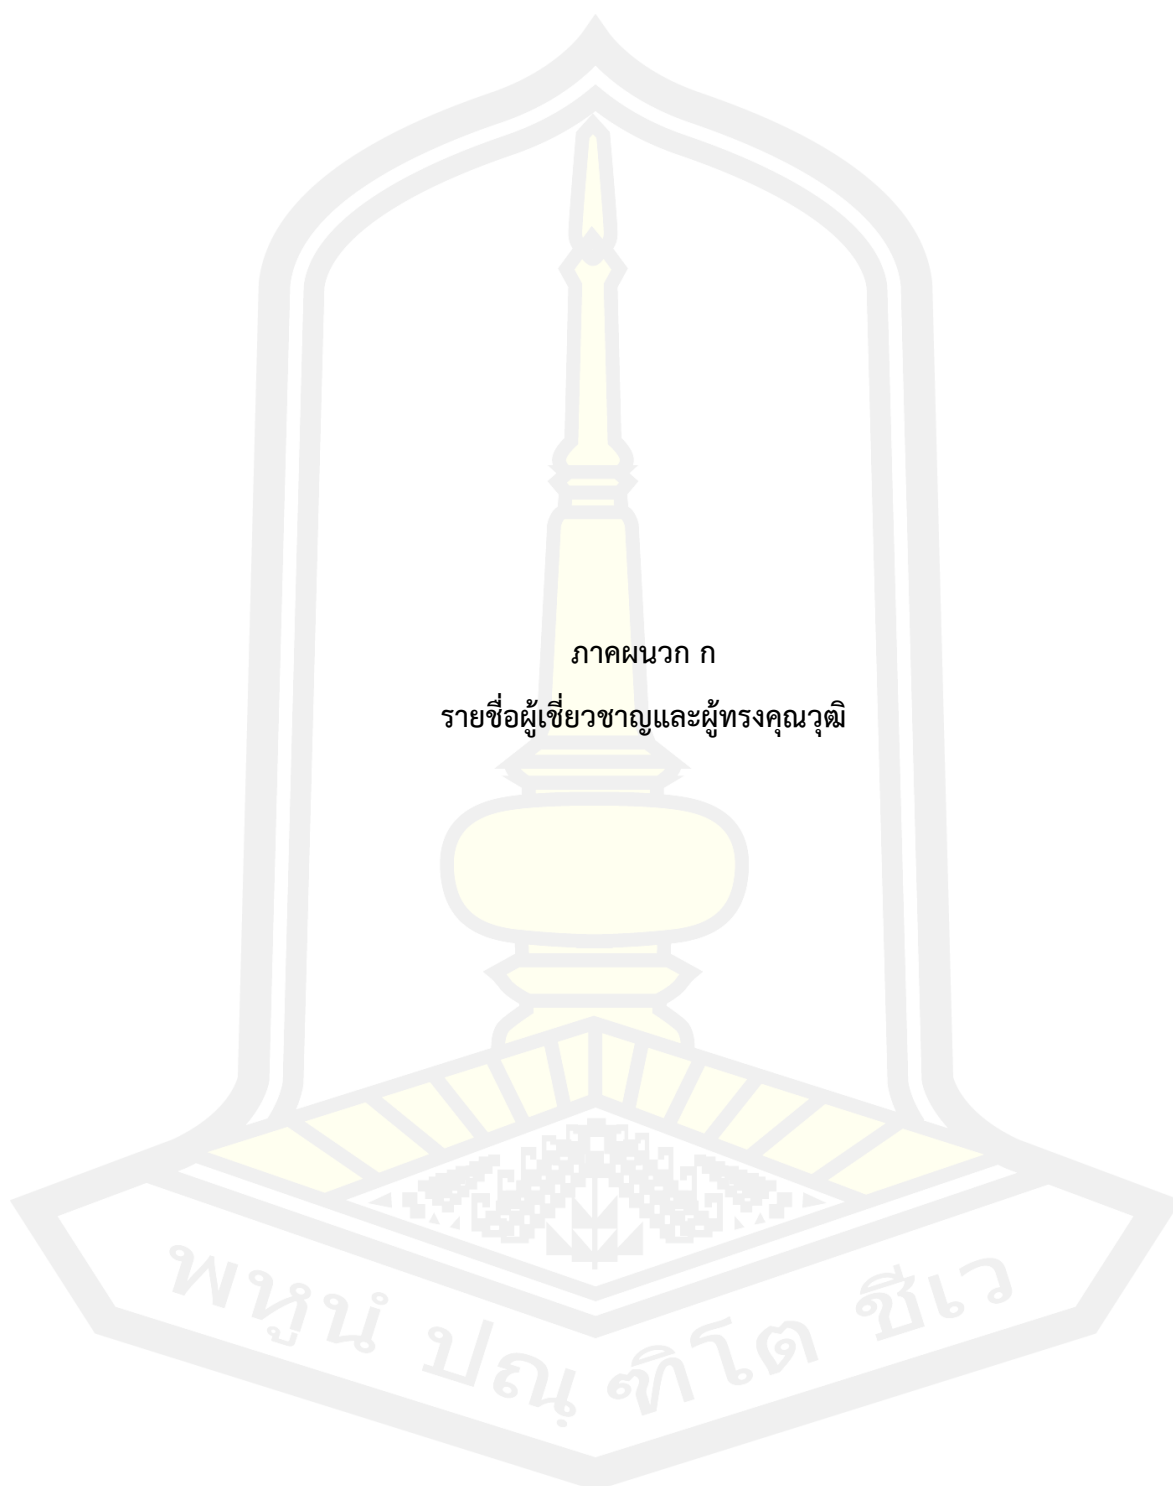 ภาคผนวก ก
รายชื่อผู้เชี่ยวชาญและผู้ทรงคุณวุฒิ
พหูนํ ปณฺฑิโต ชีเว